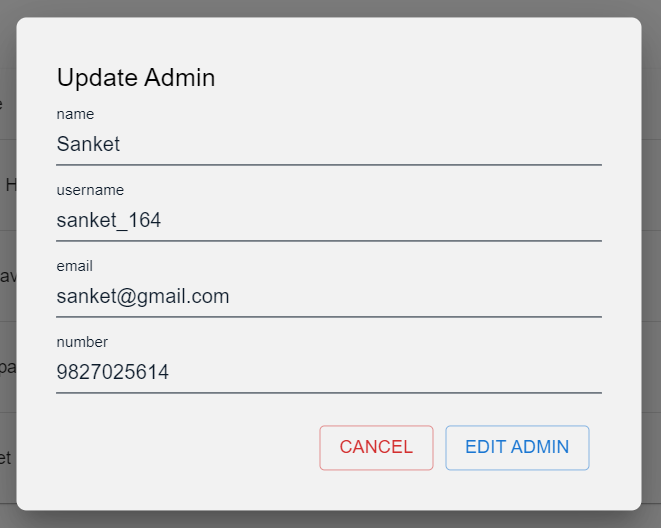 Update Admin
name
Sanket
username
sanket_164
email
sanket@gmail.com
number
9827025614
CANCEL EDIT ADMIN